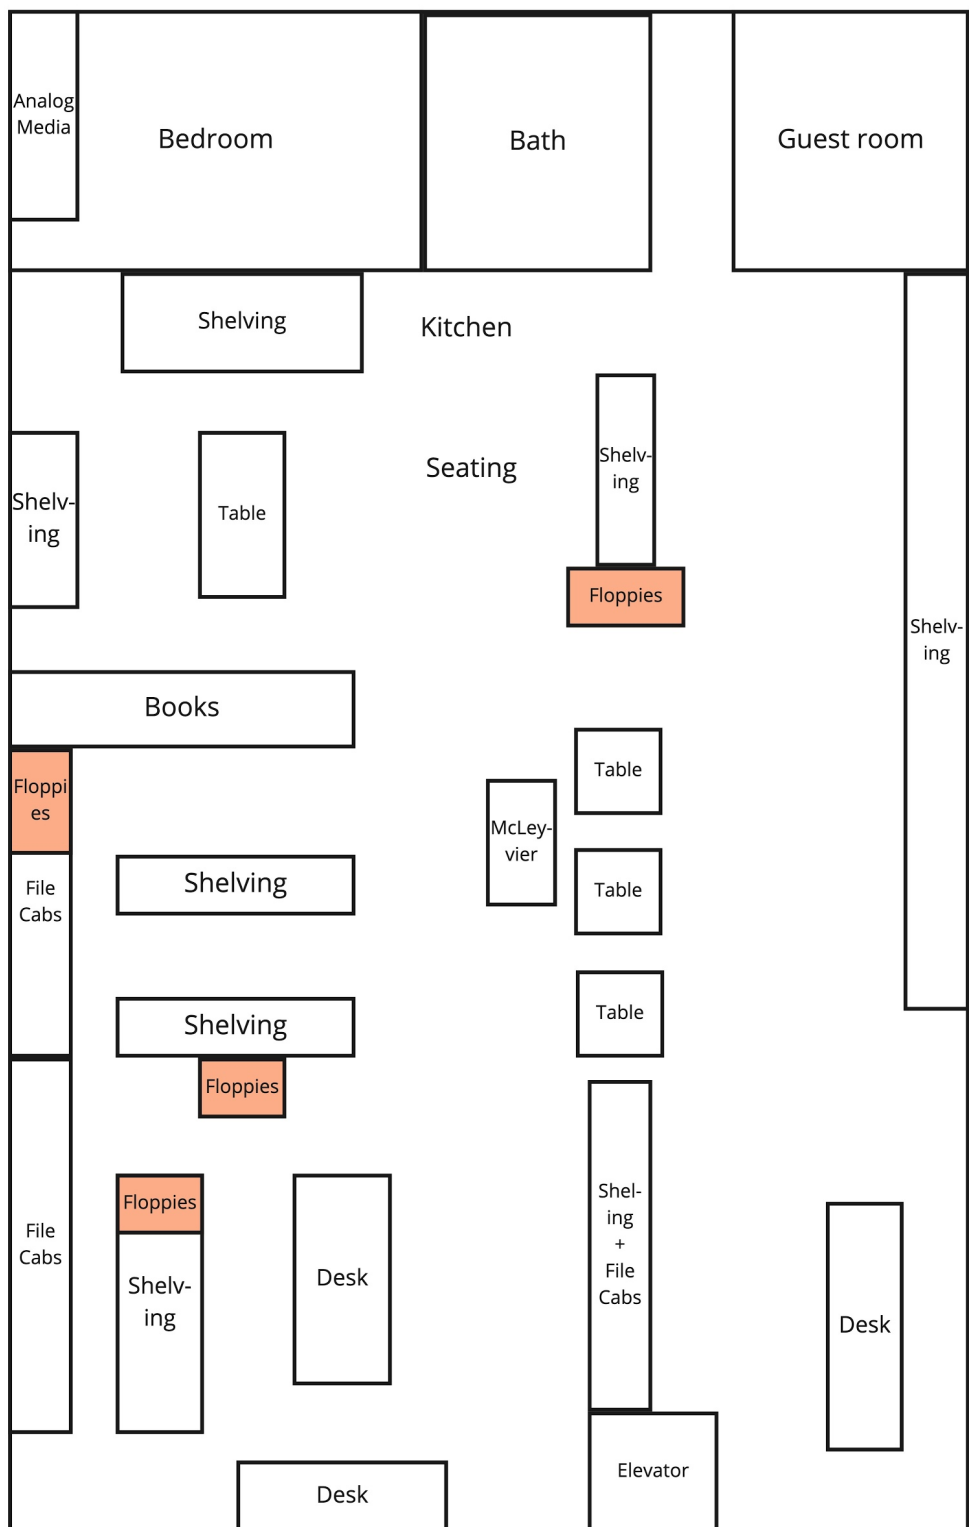 Analog
Media
Bedroom
Bath
Guest room
Shelving
Kitchen
Shelv-
ing
Seating
Shelv-
ing
Table
Floppies
Shelv-
ing
Books
Floppi
es
Table
McLey-
vier
File
Cabs
Shelving
Table
Shelving
Table
Floppies
Floppies
Shel-
ing
+
File
Cabs
File
Cabs
Shelv-
ing
Desk
Desk
Elevator
Desk